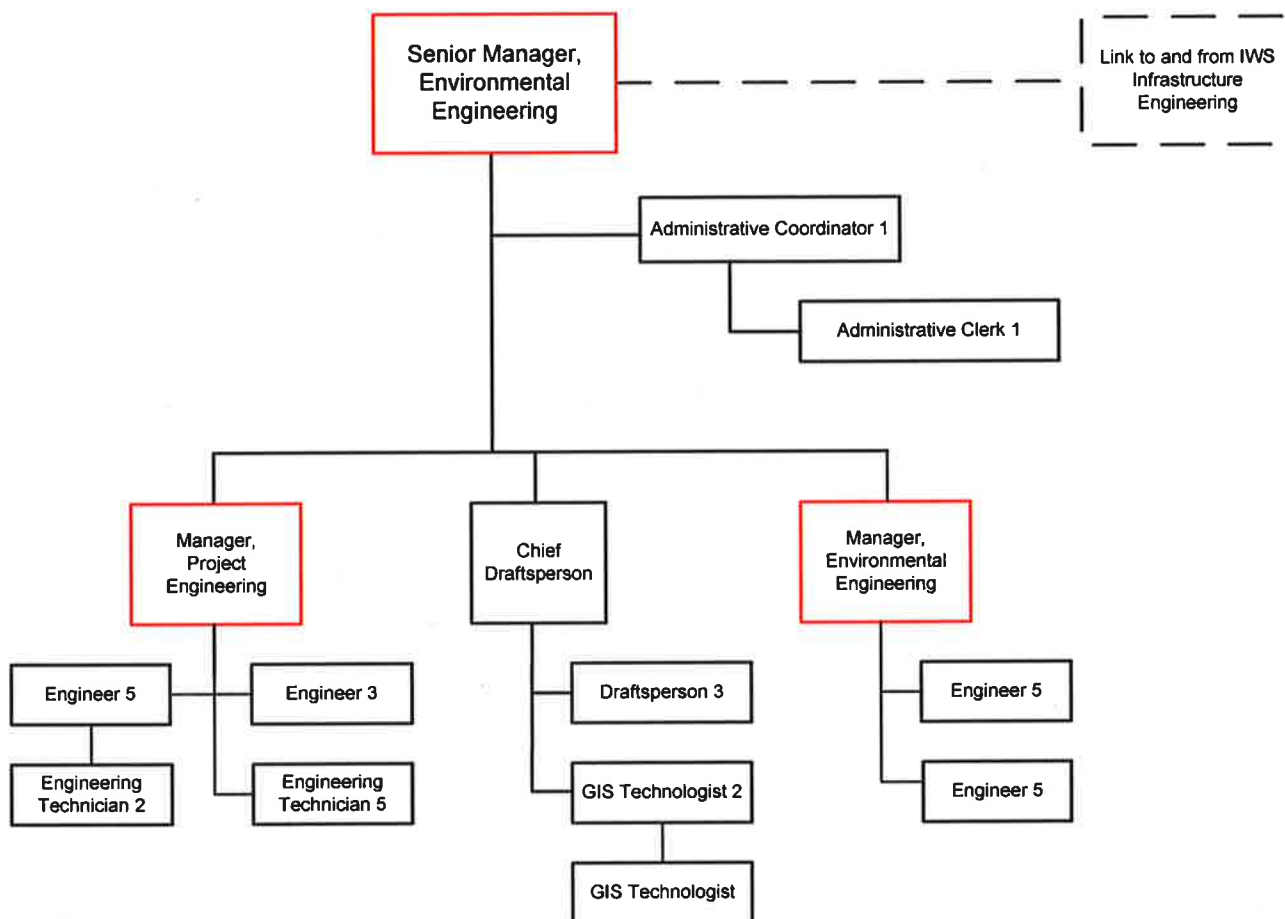 Senior Manager,
Environmental
Engineering
Link to and from IWS
Infrastructure
Engineering
Administrative Coordinator 1
Administrative Clerk 1
Manager,
Project
Engineering
Chief
Draftsperson
Manager,
Environmental
Engineering
Engineer 5
Engineer 3
Draftsperson 3
Engineer 5
Engineering
Technician 2
Engineering
Technician 5
GIS Technologist 2
Engineer 5
GIS Technologist